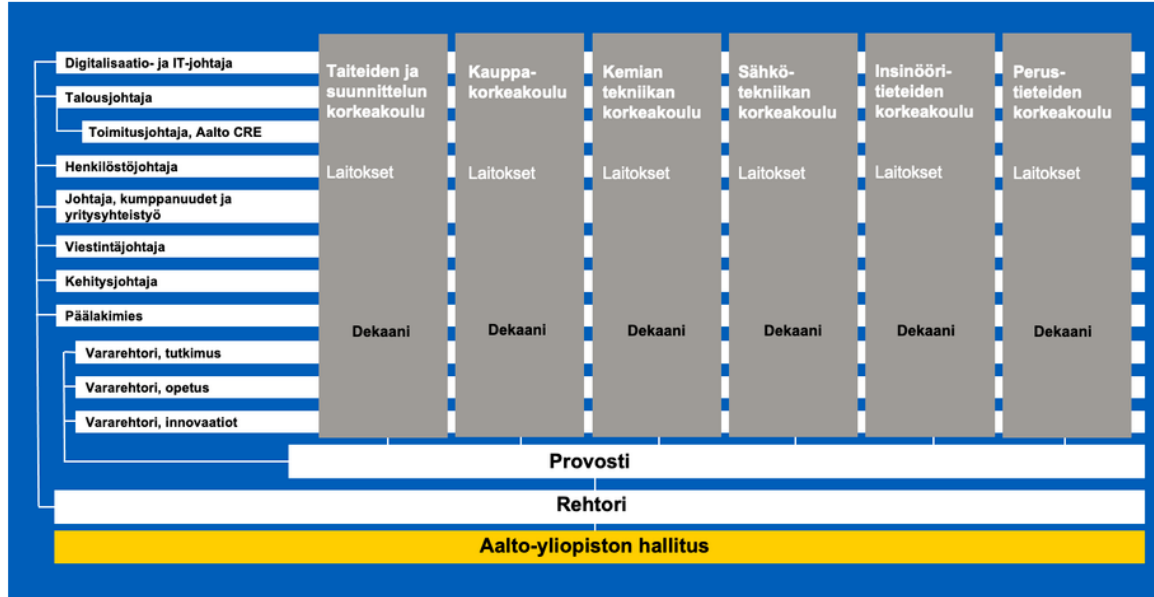 Digitalisaatio- ja IT-johtaja
Talousjohtaja
Toimitusjohtaja, Aalto CRE
Henkilöstöjohtaja
Johtaja, kumppanuudet ja
yritysyhteistyö
Viestintäjohtaja
Kehitysjohtaja
Päälakimies
Vararehtori, tutkimus
Vararehtori, opetus
Vararehtori, innovaatiot
Taiteiden ja
suunnittelun
korkeakoulu
Laitokset
Dekaani
Kauppa-
korkeakoulu
Laitokset
Dekaani
Kemian
tekniikan
korkeakoulu
Laitokset
Dekaani
Sähkö-
tekniikan
korkeakoulu
Laitokset
Dekaani
Insinööri-
tieteiden
korkeakoulu
Laitokset
Dekaani
Perus-
tieteiden
korkeakoulu
Laitokset
Dekaani
Provosti
Rehtori
Aalto-yliopiston hallitus